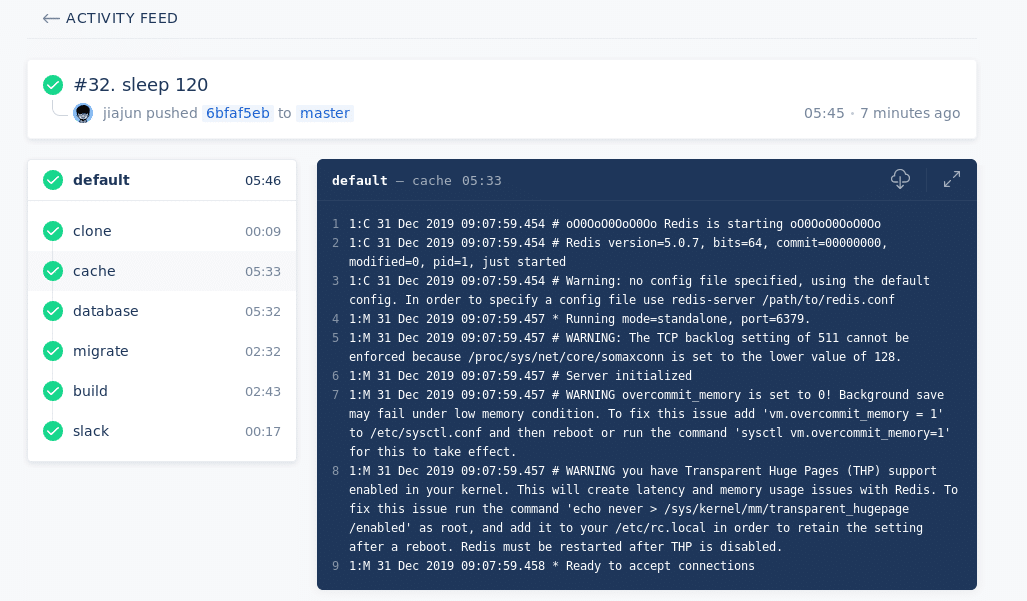 ACTIVITY FEED
#32. sleep 120
jiajun pushed 6bfaf5eb to master
05:45 · 7 minutes ago
default 05:46
clone 00:09
cache 05:33
database 05:32
migrate 02:32
build 02:43
slack 00:17
default — cache 05:33
1 1:C 31 Dec 2019 09:07:59.454 # oO0OoO0OoO0Oo Redis is starting oO0OoO0OoO0Oo
2 1:C 31 Dec 2019 09:07:59.454 # Redis version=5.0.7, bits=64, commit=00000000,
modified=0, pid=1, just started
3 1:C 31 Dec 2019 09:07:59.454 # Warning: no config file specified, using the default
config. In order to specify a config file use redis-server /path/to/redis.conf
4 1:M 31 Dec 2019 09:07:59.457 * Running mode=standalone, port=6379.
5 1:M 31 Dec 2019 09:07:59.457 # WARNING: The TCP backlog setting of 511 cannot be
enforced because /proc/sys/net/core/somaxconn is set to the lower value of 128.
6 1:M 31 Dec 2019 09:07:59.457 # Server initialized
7 1:M 31 Dec 2019 09:07:59.457 # WARNING overcommit_memory is set to 0! Background save
may fail under low memory condition. To fix this issue add 'vm.overcommit_memory = 1'
to /etc/sysctl.conf and then reboot or run the command 'sysctl vm.overcommit_memory=1'
for this to take effect.
8 1:M 31 Dec 2019 09:07:59.457 # WARNING you have Transparent Huge Pages (THP) support
enabled in your kernel. This will create latency and memory usage issues with Redis. To
fix this issue run the command 'echo never > /sys/kernel/mm/transparent_hugepage
/enabled' as root, and add it to your /etc/rc.local in order to retain the setting
after a reboot. Redis must be restarted after THP is disabled.
9 1:M 31 Dec 2019 09:07:59.458 * Ready to accept connections